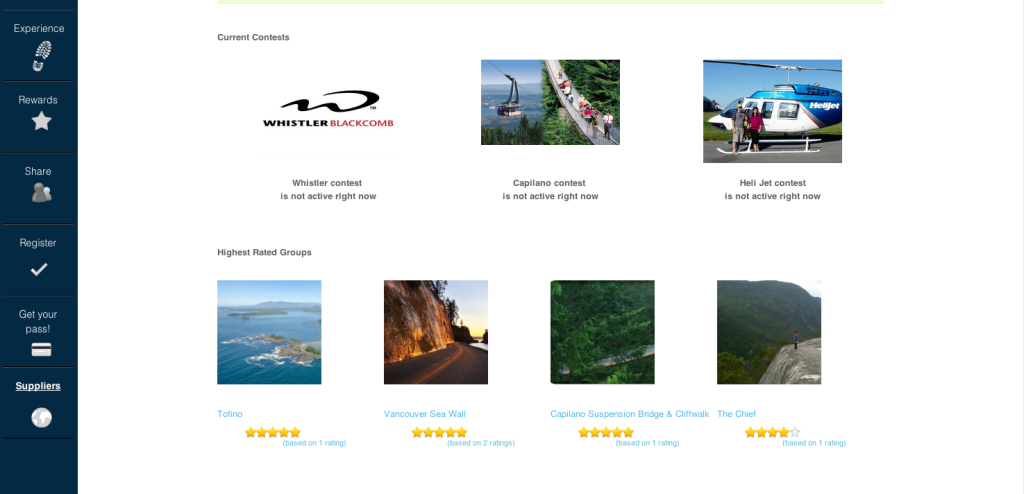 Experience
Rewards
Share
Register
Get your
pass!
Suppliers
Current Contests
WHISTLERBLACKCOMB
TM
Helijet
Whistler contest
is not active right now
Capilano contest
is not active right now
Heli Jet contest
is not active right now
Highest Rated Groups
Tofino
(based on 1 rating)
Vancouver Sea Wall
(based on 2 ratings)
Capilano Suspension Bridge & Cliffwalk
(based on 1 rating)
The Chief
(based on 1 rating)